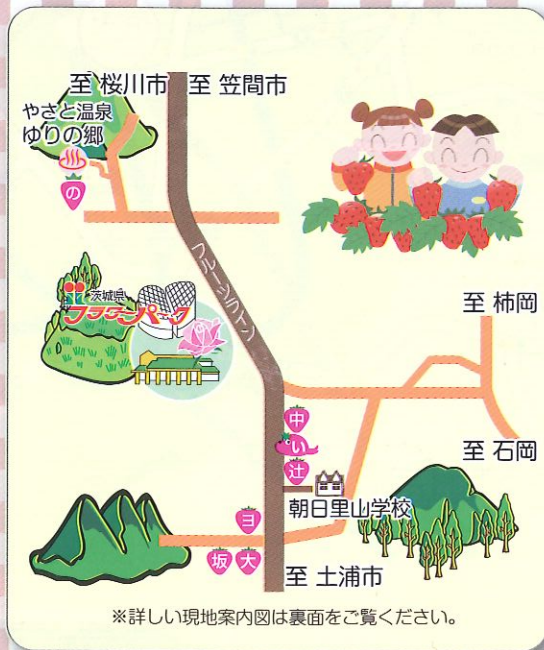 至 桜川市
至 笠間市
やさと温泉
ゆりの郷
の
フルーツライン
茨城県
フラワーパーク
至 柿岡
中
い
辻
至 石岡
朝日里山学校
ヨ
坂
大
至 土浦市
※詳しい現地案内図は裏面をご覧ください。